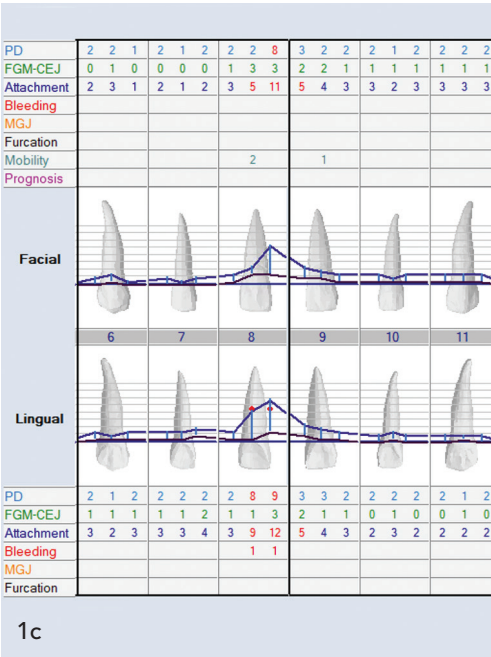 PD 2 2 1 2 1 2 2 2 8 3 2 2 2 1 2 2 2 2
FGM-CEJ 0 1 0 0 0 0 1 3 3 2 2 1 1 1 1 1 1 1
Attachment 2 3 1 2 1 2 3 5 11 5 4 3 3 2 3 3 3 3
Bleeding
MGJ
Furcation
Mobility 2 1
Prognosis
Facial
6 7 8 9 10 11
Lingual
PD 2 1 2 2 2 2 2 8 9 3 3 2 2 2 2 2 1 2
FGM-CEJ 1 1 1 1 1 2 1 1 3 2 1 1 0 1 0 0 1 0
Attachment 3 2 3 3 3 4 3 9 12 5 4 3 2 3 2 2 2 2
Bleeding 1 1
MGJ
Furcation
1c